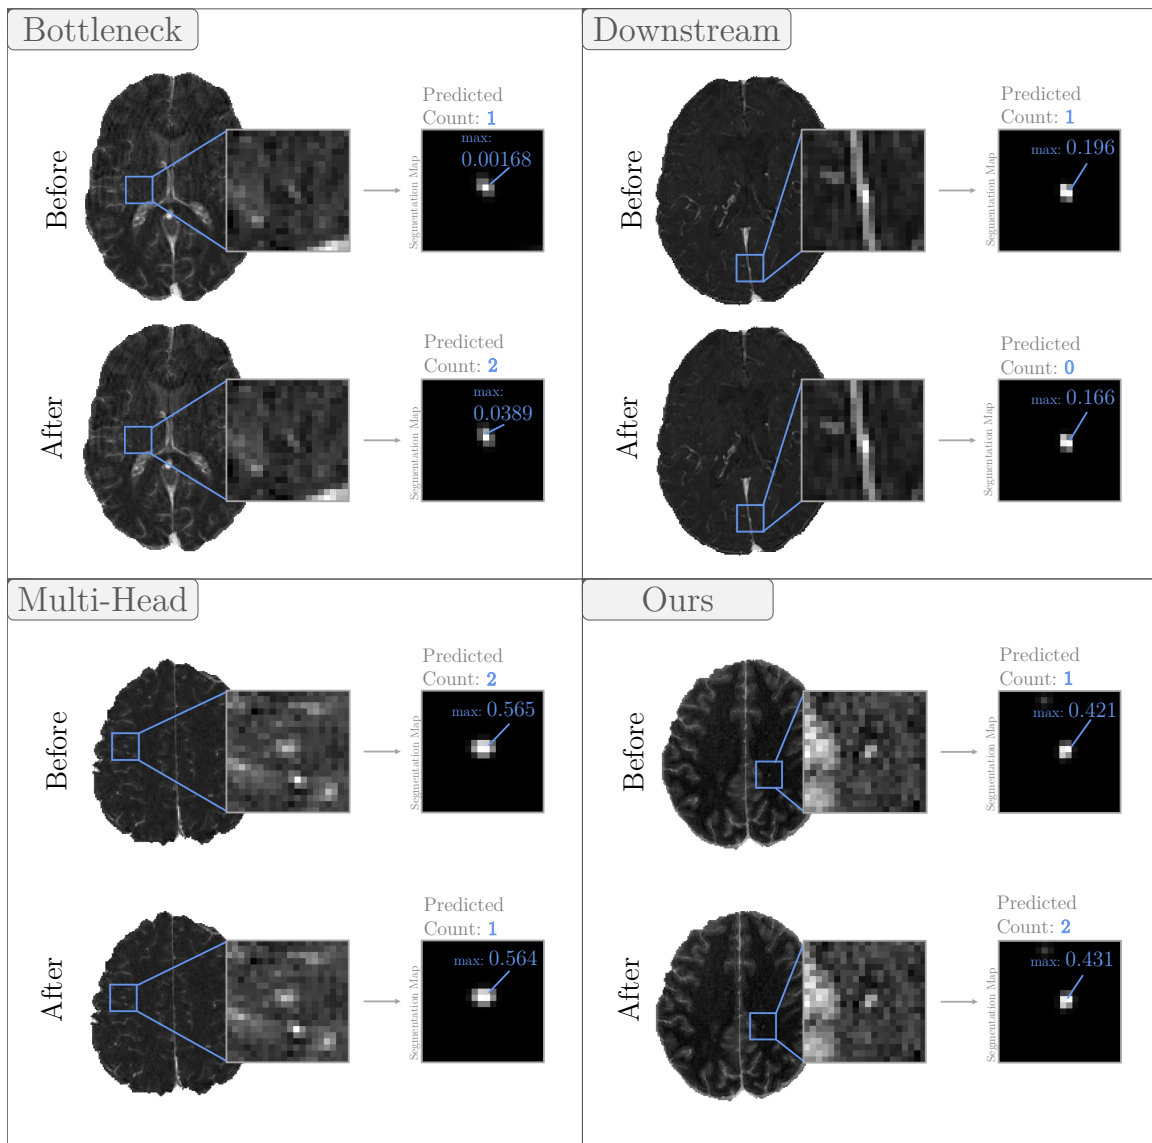 Bottleneck
Before
Predicted
Count: 1
Segmentation Map
max:
0.00168
After
Predicted
Count: 2
Segmentation Map
max:
0.0389
Downstream
Before
Predicted
Count: 1
Segmentation Map
max: 0.196
After
Predicted
Count: 0
Segmentation Map
max: 0.166
Multi-Head
Before
Predicted
Count: 2
Segmentation Map
max: 0.565
After
Predicted
Count: 1
Segmentation Map
max: 0.564
Ours
Before
Predicted
Count: 1
Segmentation Map
max: 0.421
After
Predicted
Count: 2
Segmentation Map
max: 0.431